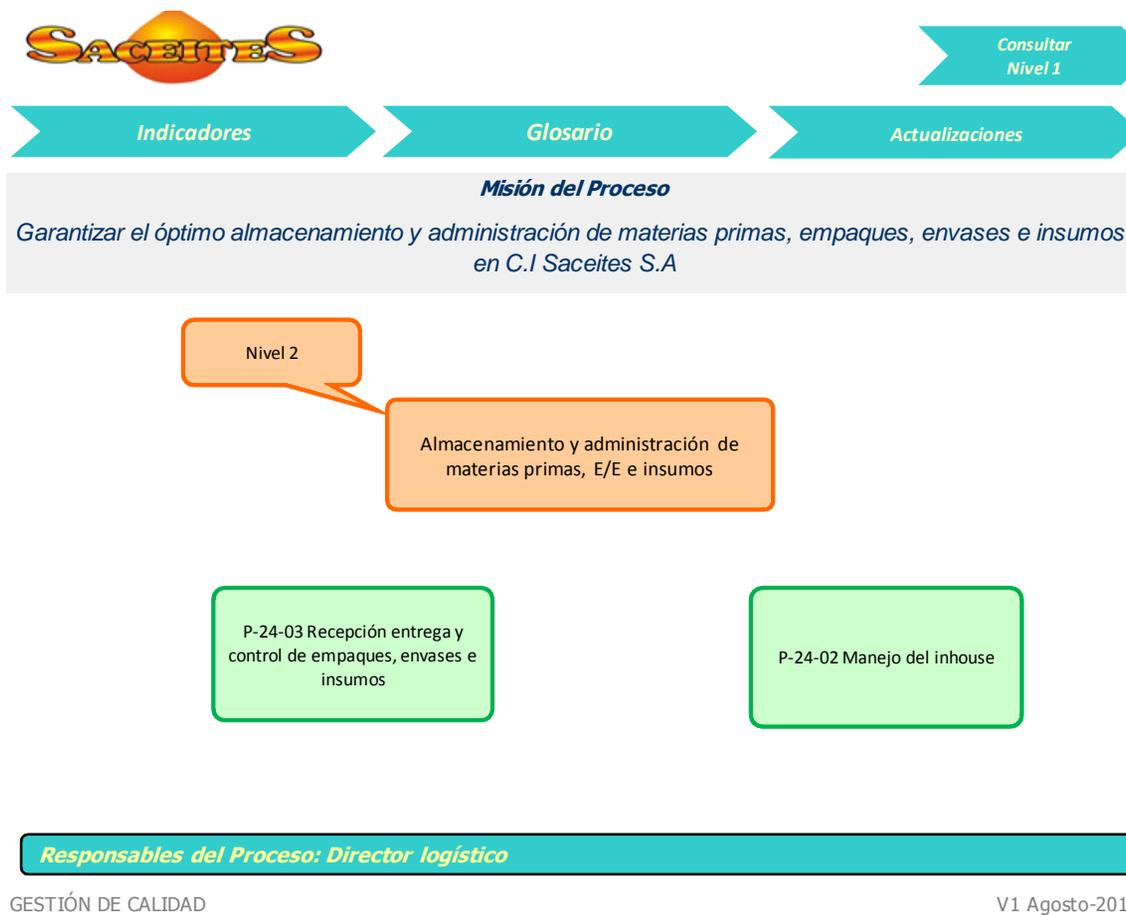 SACEITES
Consultar
Nivel 1
Indicadores
Glosario
Actualizaciones
Misión del Proceso
Garantizar el óptimo almacenamiento y administración de materias primas, empaques, envases e insumos,
en C.I Saceites S.A
Nivel 2
Almacenamiento y administración de
materias primas, E/E e insumos
P-24-03 Recepción entrega y
control de empaques, envases e
insumos
P-24-02 Manejo del inhouse
Responsables del Proceso: Director logístico
GESTIÓN DE CALIDAD
V1 Agosto-201